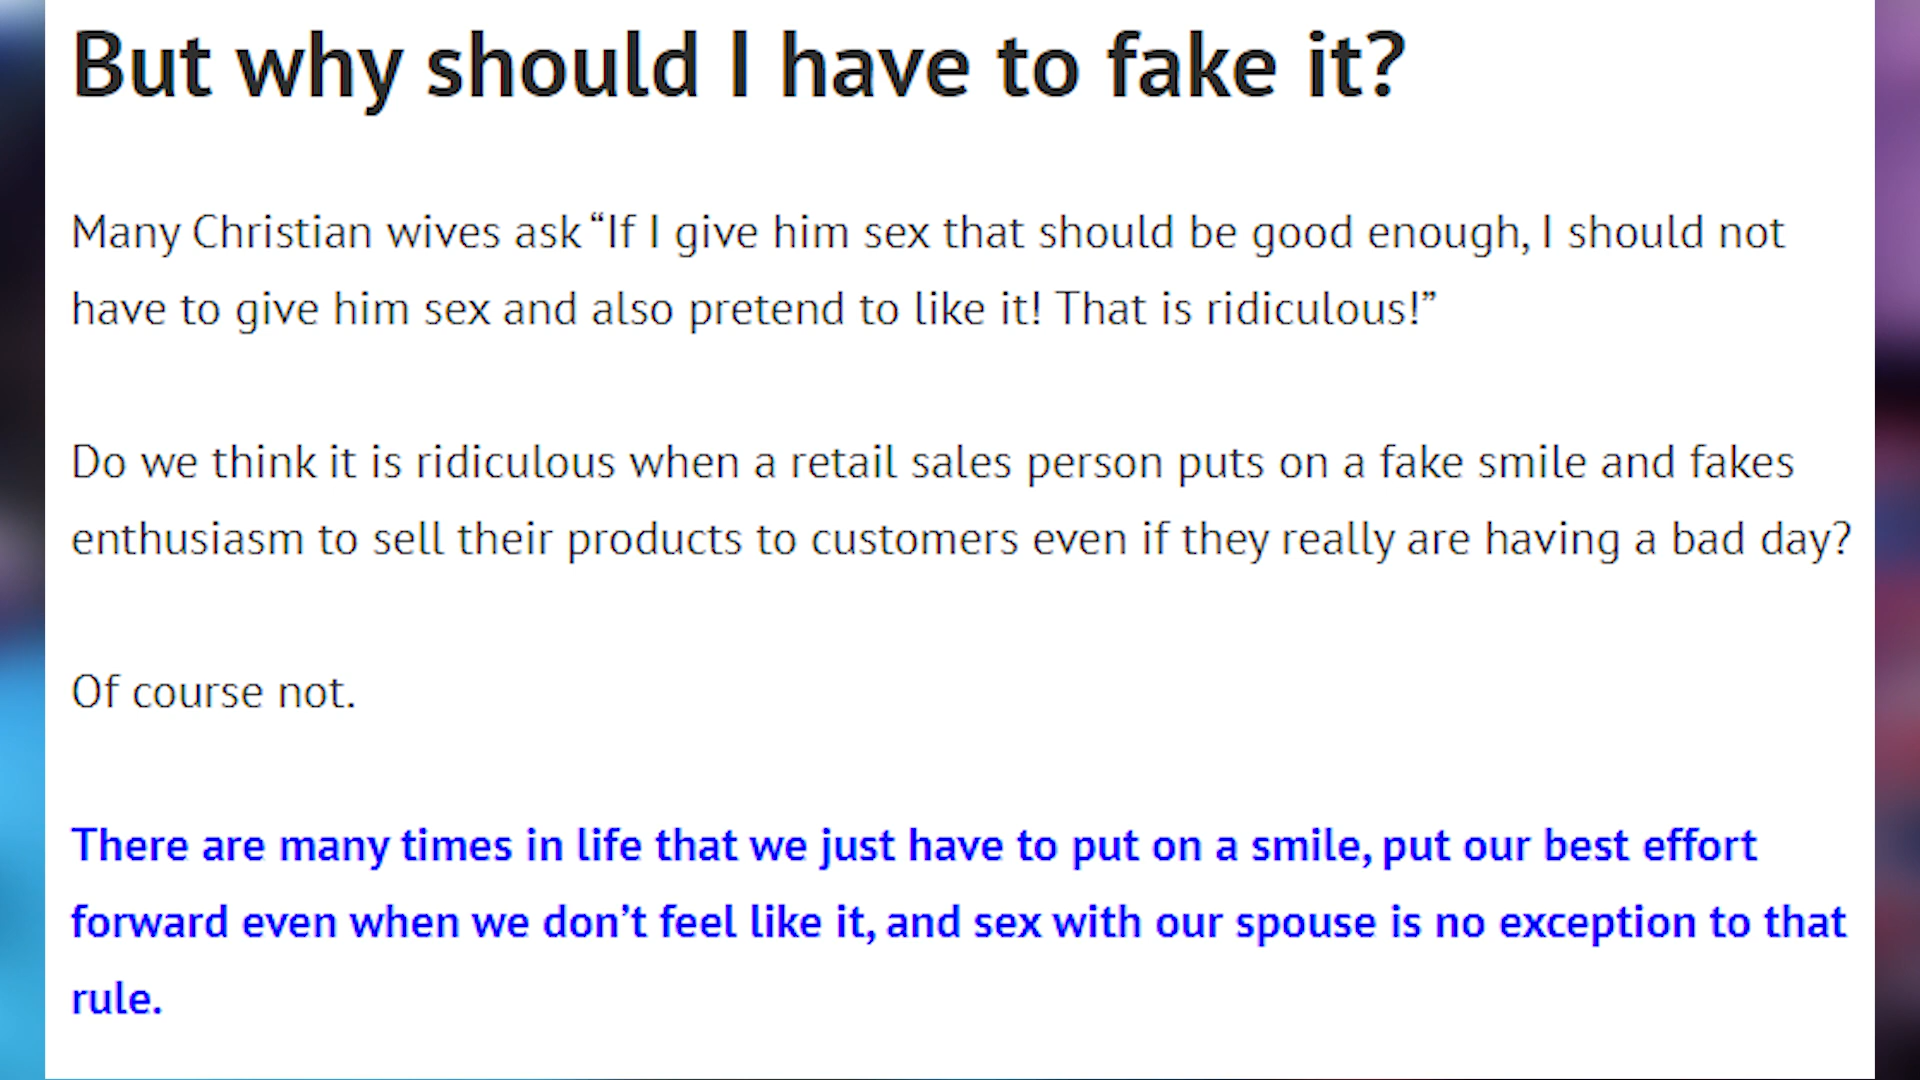 But why should I have to fake it?
Many Christian wives ask “If I give him sex that should be good enough, I should not
have to give him sex and also pretend to like it! That is ridiculous!”
Do we think it is ridiculous when a retail sales person puts on a fake smile and fakes
enthusiasm to sell their products to customers even if they really are having a bad day?
Of course not.
There are many times in life that we just have to put on a smile, put our best effort
forward even when we don’t feel like it, and sex with our spouse is no exception to that
rule.